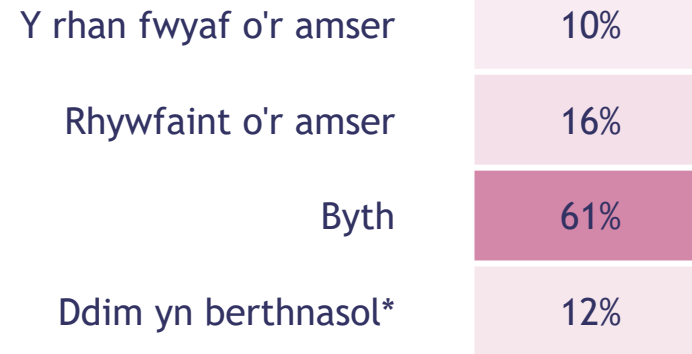 Y rhan fwyaf o'r amser 10%
Rhywfaint o'r amser 16%
Byth 61%
Ddim yn berthnasol* 12%